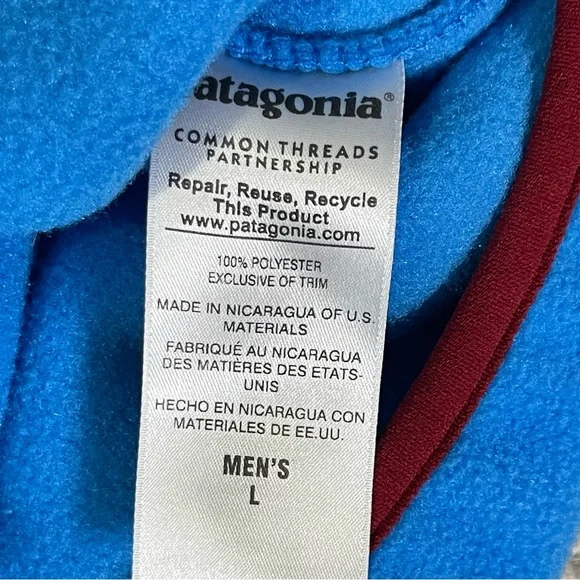 Patagonia®
COMMON THREADS
PARTNERSHIP
Repair, Reuse, Recycle
This Product
www.patagonia.com
100% POLYESTER
EXCLUSIVE OF TRIM
MADE IN NICARAGUA OF U.S.
MATERIALS
FABRIQUÉ AU NICARAGUA
DES MATIÈRES DES ETATS-
UNIS
HECHO EN NICARAGUA CON
MATERIALES DE EE.UU.
MEN'S
L